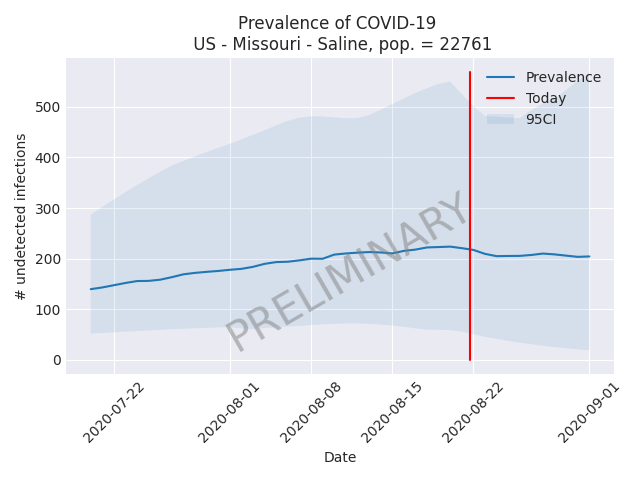 Prevalence of COVID-19
US - Missouri - Saline, pop. = 22761
# undetected infections
500
400
300
200
100
0
Prevalence
Today
95CI
PRELIMINARY
2020-07-22
2020-08-01
2020-08-08
2020-08-15
2020-08-22
2020-09-01
Date